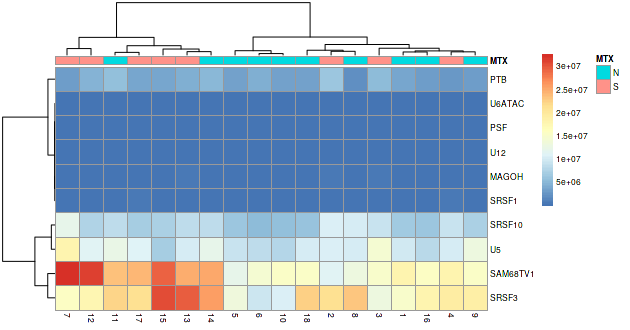 MTX
PTB
U6ATAC
PSF
U12
MAGOH
SRSF1
SRSF10
U5
SAM68TV1
SRSF3
7 12 11 17 15 13 14 5 6 10 18 2 8 3 1 16 4 9
3e+07
2.5e+07
2e+07
1.5e+07
1e+07
5e+06
MTX
N
S